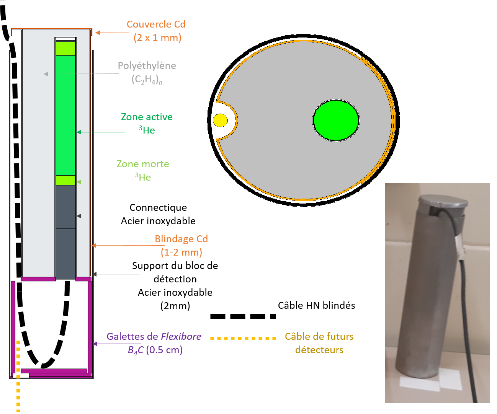 Couvercle Cd
(2 x 1 mm)
Polyéthylène
(C₂H₄)ₙ
Zone active
³He
Zone morte
⁴He
Connectique
Acier inoxydable
Blindage Cd
(1-2 mm)
Support du bloc de
détection
Acier inoxydable
(2mm)
Câble HN blindés
Galettes de Flexibore
B₄C (0.5 cm)
Câble de futurs
détecteurs